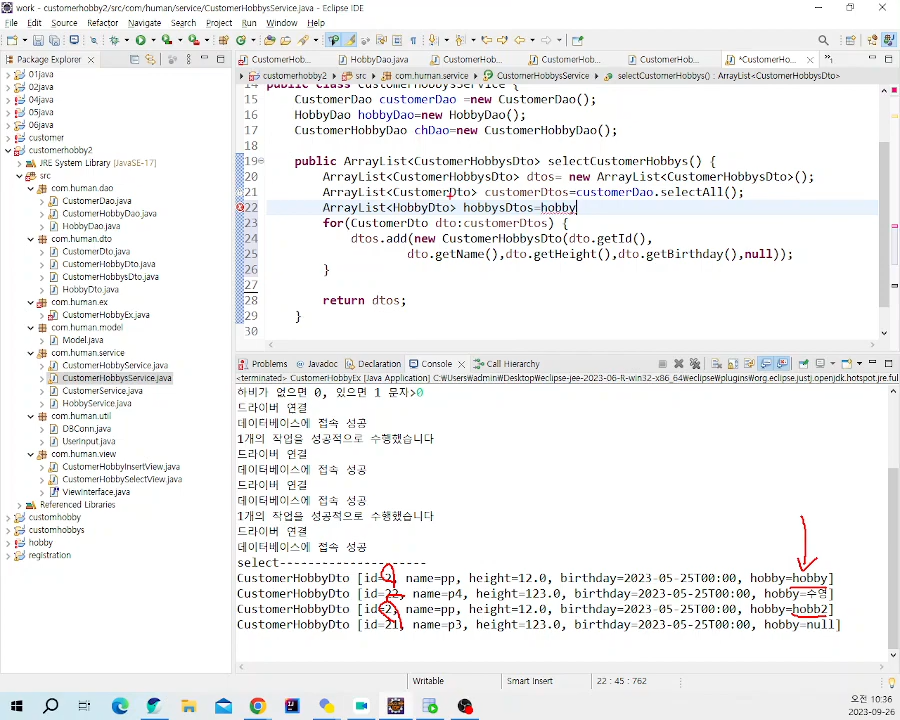 work - customerhobby2/src/com/human/service/CustomerHobbysService.java - Eclipse IDE
File Edit Source Refactor Navigate Search Project Run Window Help
Package Explorer
01java
02java
04java
05java
06java
customer
customerhobby2
JRE System Library [JavaSE-17]
src
com.human.dao
CustomerDao.java
CustomerHobbyDao.java
HobbyDao.java
com.human.dto
CustomerDto.java
CustomerHobbyDto.java
CustomerHobbysDto.java
HobbyDto.java
com.human.ex
CustomerHobbyEx.java
com.human.model
Model.java
com.human.service
CustomerHobbyService.java
CustomerHobbysService.java
CustomerService.java
HobbyService.java
com.human.util
DBConn.java
UserInput.java
com.human.view
CustomerHobbyInsertView.java
CustomerHobbySelectView.java
ViewInterface.java
Referenced Libraries
customhobby
customhobbys
hobby
registration
CustomerHo... HobbyDao.java CustomerHo... CustomerHo... CustomerHo... *CustomerHo...
customerhobby2 src com.human.service CustomerHobbysService selectCustomerHobbys() : ArrayList<CustomerHobbysDto>
14 public class CustomerHobbysService {
15 CustomerDao customerDao =new CustomerDao();
16 HobbyDao hobbyDao=new HobbyDao();
17 CustomerHobbyDao chDao=new CustomerHobbyDao();
18
19 public ArrayList<CustomerHobbysDto> selectCustomerHobbys() {
20 ArrayList<CustomerHobbysDto> dtos= new ArrayList<CustomerHobbysDto>();
21 ArrayList<CustomerDto> customerDtos=customerDao.selectAll();
22 ArrayList<HobbyDto> hobbysDtos=hobby
23 for(CustomerDto dto:customerDtos) {
24 dtos.add(new CustomerHobbysDto(dto.getId(),
25 dto.getName(),dto.getHeight(),dto.getBirthday(),null));
26 }
27
28 return dtos;
29 }
30
Problems Javadoc Declaration Console Call Hierarchy
<terminated> CustomerHobbyEx [Java Application] C:\Users\admin\Desktop\eclipse-jee-2023-06-R-win32-x86_64\eclipse\plugins\org.eclipse.justj.openjdk.hotspot.jre.ful
하비가 없으면 0, 있으면 1 문자>0
드라이버 연결
데이터베이스에 접속 성공
1개의 작업을 성공적으로 수행했습니다
드라이버 연결
데이터베이스에 접속 성공
드라이버 연결
데이터베이스에 접속 성공
1개의 작업을 성공적으로 수행했습니다
드라이버 연결
데이터베이스에 접속 성공
select--------------------
CustomerHobbyDto [id=2, name=pp, height=12.0, birthday=2023-05-25T00:00, hobby=hobby]
CustomerHobbyDto [id=22, name=p4, height=123.0, birthday=2023-05-25T00:00, hobby=수영]
CustomerHobbyDto [id=2, name=pp, height=12.0, birthday=2023-05-25T00:00, hobby=hobb2]
CustomerHobbyDto [id=21, name=p3, height=123.0, birthday=2023-05-25T00:00, hobby=null]
Writable Smart Insert 22 : 45 : 762
오전 10:36
2023-09-26